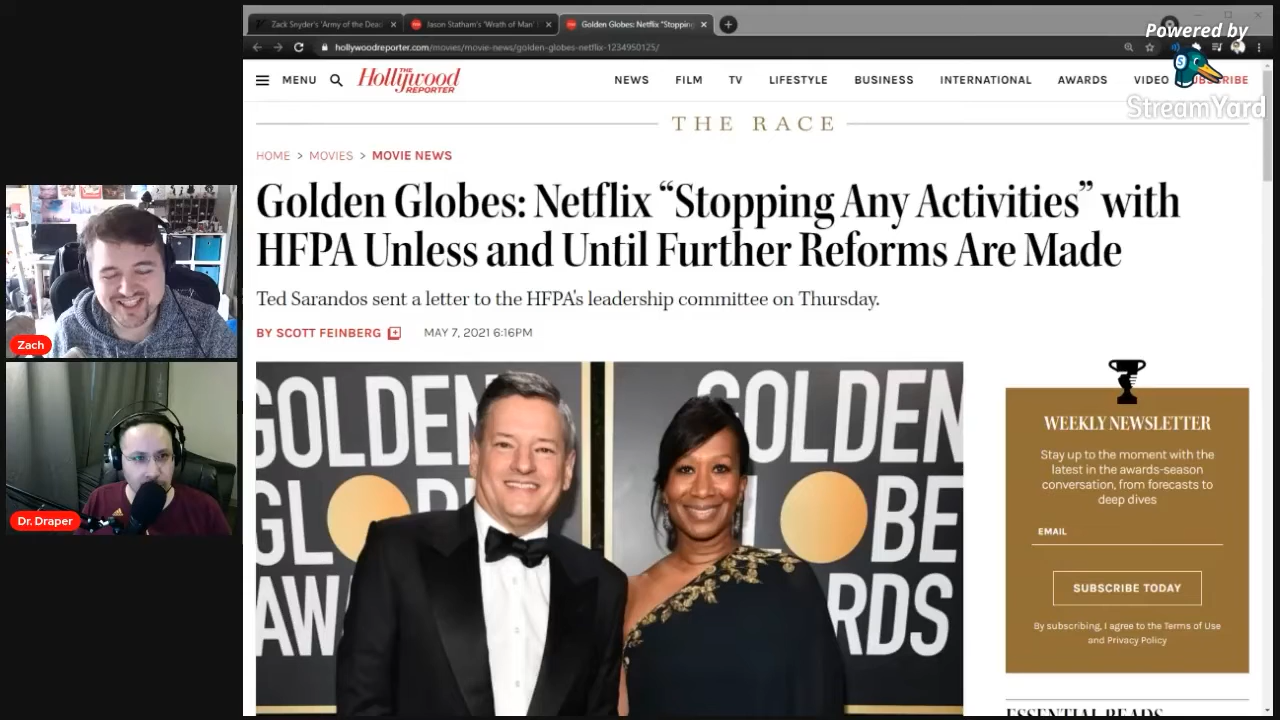 Zack Snyder's 'Army of the Dead
Jason Statham's 'Wrath of Man'
Golden Globes: Netflix "Stopping
hollywoodreporter.com/movies/movie-news/golden-globes-netflix-1234950125/
Powered by
StreamYard
MENU
THE
Hollywood
REPORTER
NEWS FILM TV LIFESTYLE BUSINESS INTERNATIONAL AWARDS VIDEO SUBSCRIBE
THE RACE
HOME > MOVIES > MOVIE NEWS
Golden Globes: Netflix “Stopping Any Activities” with
HFPA Unless and Until Further Reforms Are Made
Ted Sarandos sent a letter to the HFPA's leadership committee on Thursday.
BY SCOTT FEINBERG
MAY 7, 2021 6:16PM
Zach
Dr. Draper
GOLDEN
GL
AW
GOLDEN
BE
RDS
WEEKLY NEWSLETTER
Stay up to the moment with the
latest in the awards-season
conversation, from forecasts to
deep dives
EMAIL
SUBSCRIBE TODAY
By subscribing, I agree to the Terms of Use
and Privacy Policy
ESSENTIAL READS